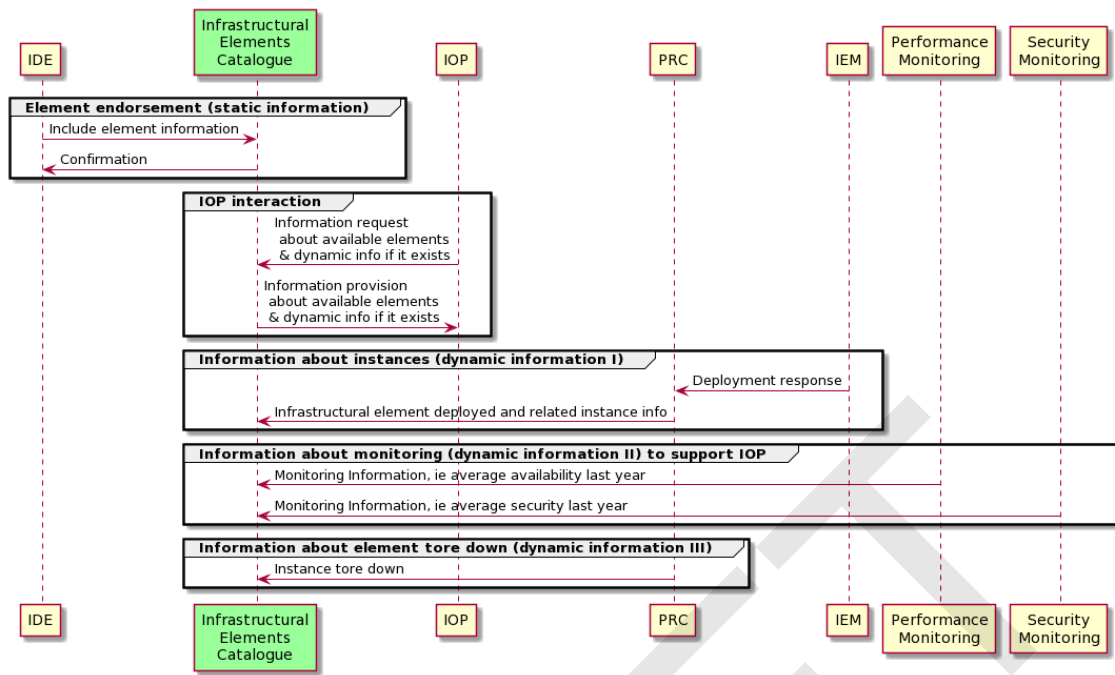 Infrastructural
Elements
Catalogue
IDE
IOP
PRC
IEM
Performance
Monitoring
Security
Monitoring
Element endorsement (static information)
Include element information
Confirmation
IOP interaction
Information request
about available elements
& dynamic info if it exists
Information provision
about available elements
& dynamic info if it exists
Information about instances (dynamic information I)
Deployment response
Infrastructural element deployed and related instance info
Information about monitoring (dynamic information II) to support IOP
Monitoring Information, ie average availability last year
Monitoring Information, ie average security last year
Information about element tore down (dynamic information III)
Instance tore down
IDE
Infrastructural
Elements
Catalogue
IOP
PRC
IEM
Performance
Monitoring
Security
Monitoring